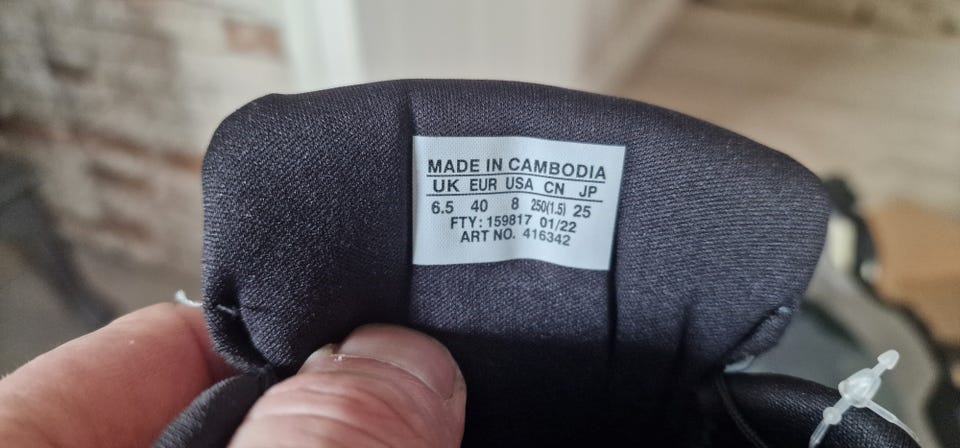 MADE IN CAMBODIA
UK EUR USA CN JP
6.5 40 8 250(1.5) 25
FTY: 159817 01/22
ART NO. 416342